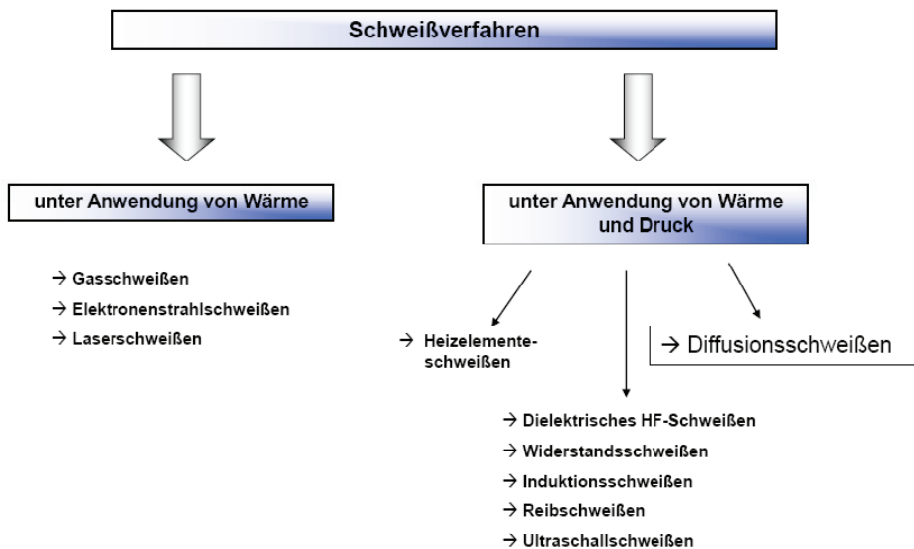 Schweißverfahren
unter Anwendung von Wärme
→ Gasschweißen
→ Elektronenstrahlschweißen
→ Laserschweißen
unter Anwendung von Wärme
und Druck
→ Heizelemente-
schweißen
→ Diffusionsschweißen
→ Dielektrisches HF-Schweißen
→ Widerstandsschweißen
→ Induktionsschweißen
→ Reibschweißen
→ Ultraschallschweißen